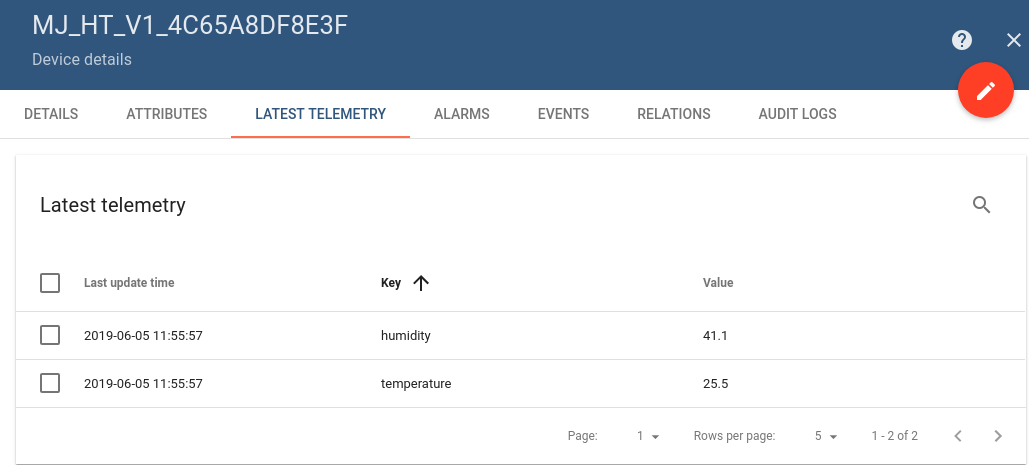 MJ_HT_V1_4C65A8DF8E3F
Device details
DETAILS ATTRIBUTES LATEST TELEMETRY ALARMS EVENTS RELATIONS AUDIT LOGS
Latest telemetry
Last update time Key Value
2019-06-05 11:55:57 humidity 41.1
2019-06-05 11:55:57 temperature 25.5
Page: 1 Rows per page: 5 1 - 2 of 2